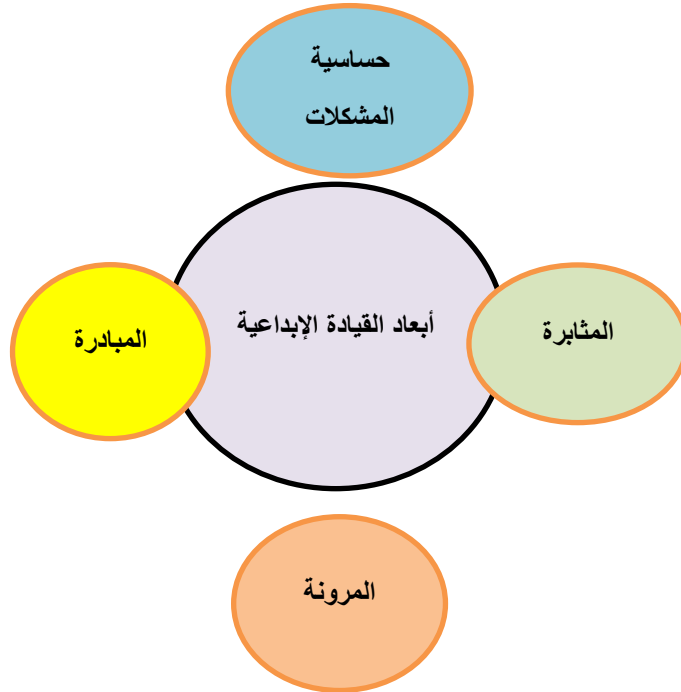 حساسية
المشكلات
أبعاد القيادة الإبداعية
المثابرة
المبادرة
المرونة